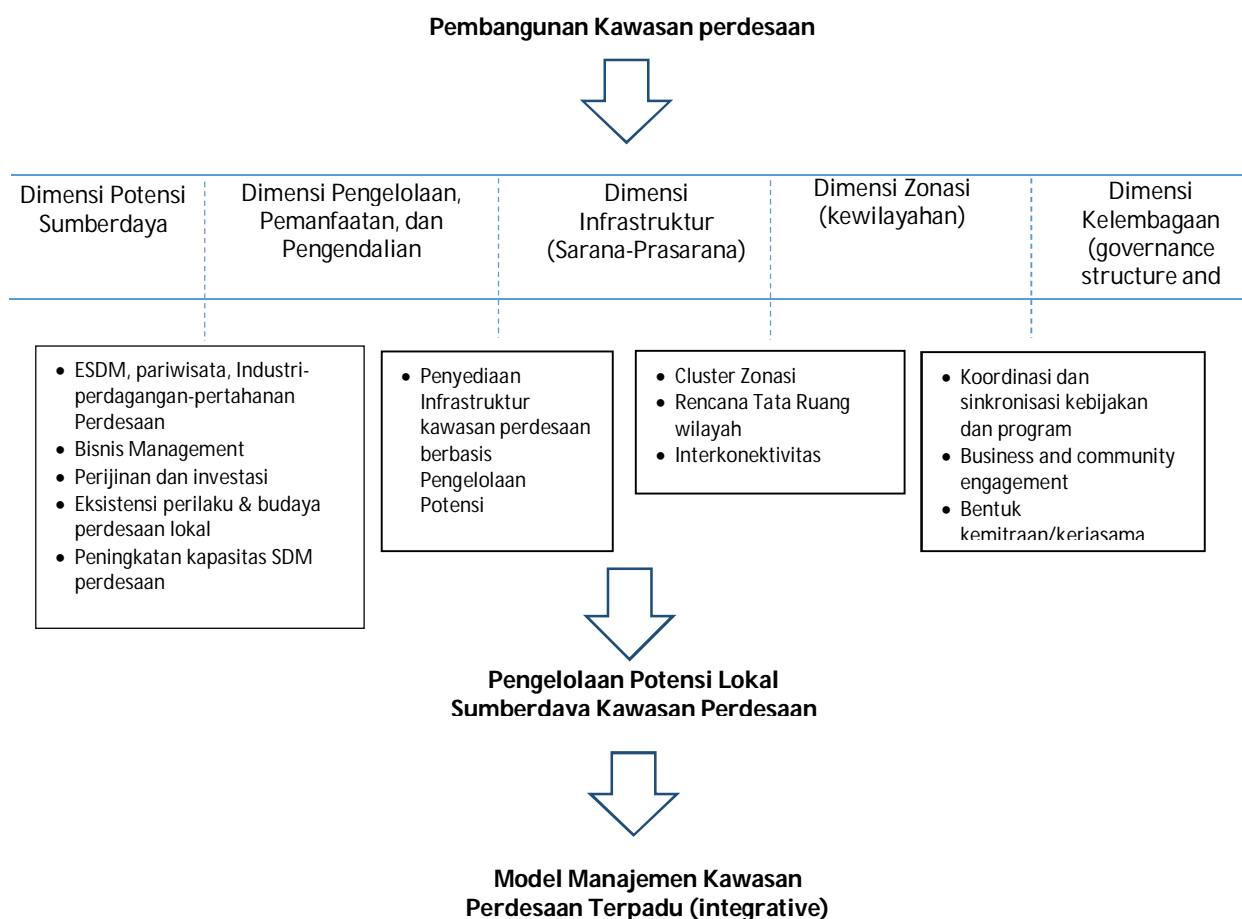 Pembangunan Kawasan perdesaan
Dimensi Potensi
Sumberdaya
Dimensi Pengelolaan,
Pemanfaatan, dan
Pengendalian
Dimensi
Infrastruktur
(Sarana-Prasarana)
Dimensi Zonasi
(kewilayahan)
Dimensi
Kelembagaan
(governance
structure and
• ESDM, pariwisata, Industri-
perdagangan-pertahanan
Perdesaan
• Bisnis Management
• Perijinan dan investasi
• Eksistensi perilaku & budaya
perdesaan lokal
• Peningkatan kapasitas SDM
perdesaan
• Penyediaan
Infrastruktur
kawasan perdesaan
berbasis
Pengelolaan
Potensi
• Cluster Zonasi
• Rencana Tata Ruang
wilayah
• Interkonektivitas
• Koordinasi dan
sinkronisasi kebijakan
dan program
• Business and community
engagement
• Bentuk
kemitraan/kerjasama
Pengelolaan Potensi Lokal
Sumberdaya Kawasan Perdesaan
Model Manajemen Kawasan
Perdesaan Terpadu (integrative)